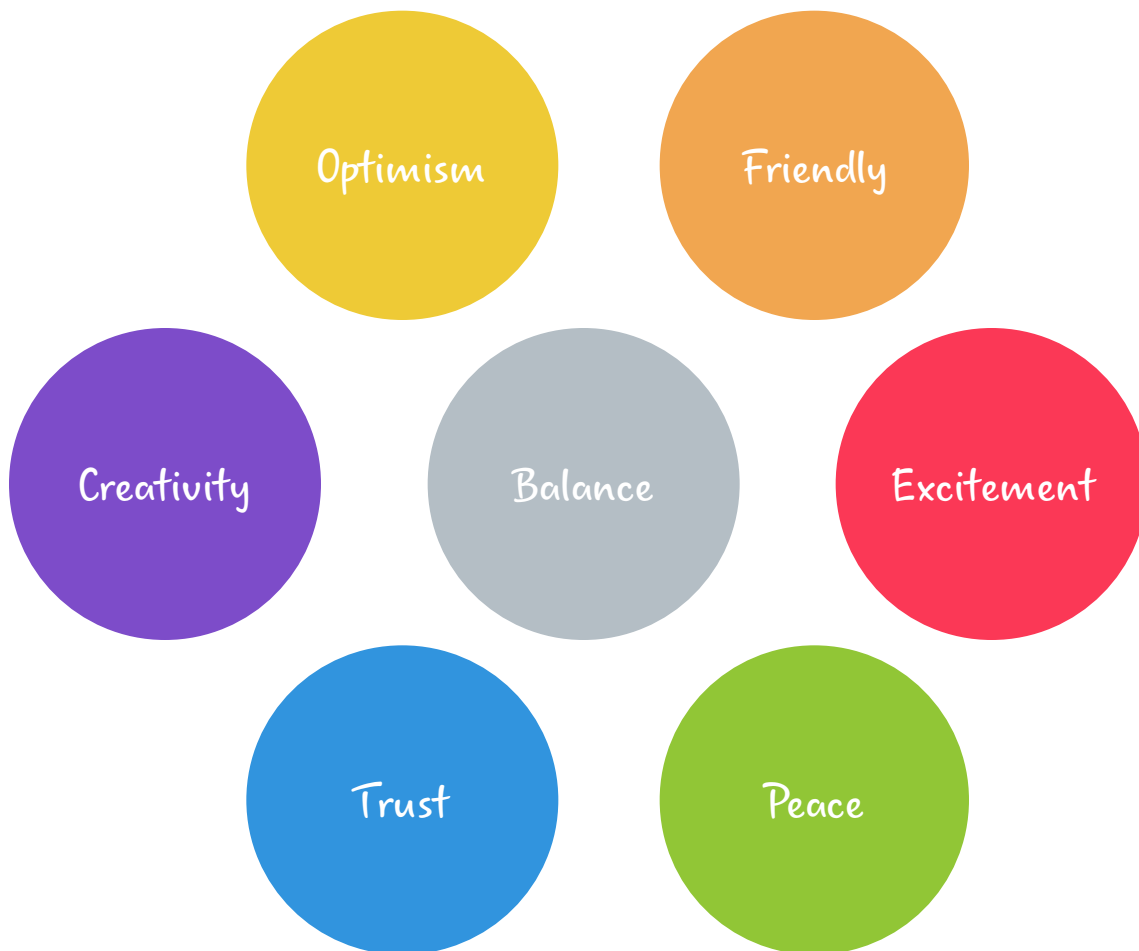 Optimism
Friendly
Creativity
Balance
Excitement
Trust
Peace